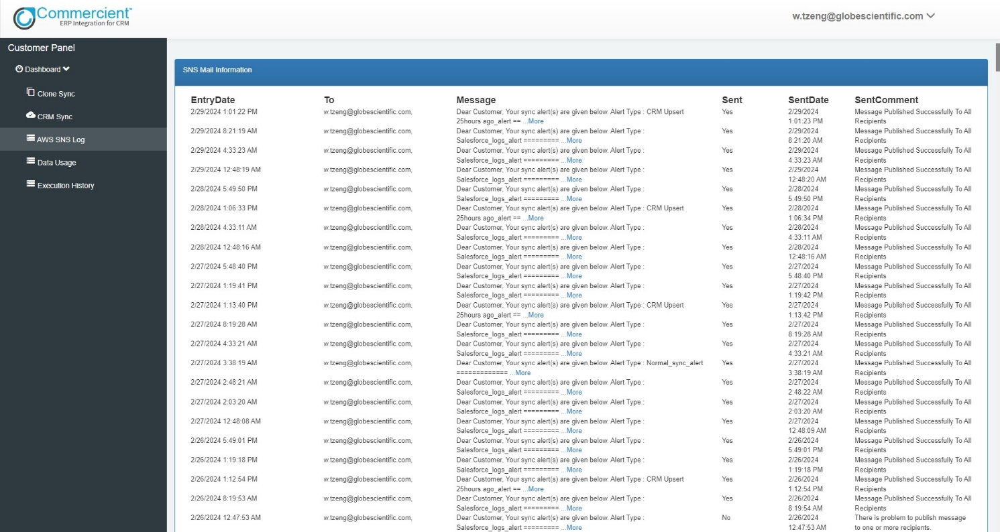 Commercient™
ERP Integration for CRM
w.tzeng@globescientific.com
Customer Panel
Dashboard
Clone Sync
CRM Sync
AWS SNS Log
Data Usage
Execution History
SNS Mail Information
EntryDate To Message Sent SentDate SentComment
2/29/2024 1:01:22 PM w.tzeng@globescientific.com, Dear Customer, Your sync alert(s) are given below. Alert Type : CRM Upsert Yes 2/29/2024 Message Published Successfully To All
25hours ago_alert == ...More 1:01:23 PM Recipients
2/29/2024 8:21:19 AM w.tzeng@globescientific.com, Dear Customer, Your sync alert(s) are given below. Alert Type : Yes 2/29/2024 Message Published Successfully To All
Salesforce_logs_alert ========= ...More 8:21:20 AM Recipients
2/29/2024 4:33:23 AM w.tzeng@globescientific.com, Dear Customer, Your sync alert(s) are given below. Alert Type : Yes 2/29/2024 Message Published Successfully To All
Salesforce_logs_alert ========= ...More 4:33:23 AM Recipients
2/29/2024 12:48:19 AM w.tzeng@globescientific.com, Dear Customer, Your sync alert(s) are given below. Alert Type : Yes 2/29/2024 Message Published Successfully To All
Salesforce_logs_alert ========= ...More 12:48:20 AM Recipients
2/28/2024 5:49:50 PM w.tzeng@globescientific.com, Dear Customer, Your sync alert(s) are given below. Alert Type : Yes 2/28/2024 Message Published Successfully To All
Salesforce_logs_alert ========= ...More 5:49:50 PM Recipients
2/28/2024 1:06:33 PM w.tzeng@globescientific.com, Dear Customer, Your sync alert(s) are given below. Alert Type : CRM Upsert Yes 2/28/2024 Message Published Successfully To All
25hours ago_alert == ...More 1:06:34 PM Recipients
2/28/2024 4:33:11 AM w.tzeng@globescientific.com, Dear Customer, Your sync alert(s) are given below. Alert Type : Yes 2/28/2024 Message Published Successfully To All
Salesforce_logs_alert ========= ...More 4:33:11 AM Recipients
2/28/2024 12:48:16 AM w.tzeng@globescientific.com, Dear Customer, Your sync alert(s) are given below. Alert Type : Yes 2/28/2024 Message Published Successfully To All
Salesforce_logs_alert ========= ...More 12:48:16 AM Recipients
2/27/2024 5:48:40 PM w.tzeng@globescientific.com, Dear Customer, Your sync alert(s) are given below. Alert Type : Yes 2/27/2024 Message Published Successfully To All
Salesforce_logs_alert ========= ...More 5:48:40 PM Recipients
2/27/2024 1:19:41 PM w.tzeng@globescientific.com, Dear Customer, Your sync alert(s) are given below. Alert Type : Yes 2/27/2024 Message Published Successfully To All
Salesforce_logs_alert ========= ...More 1:19:42 PM Recipients
2/27/2024 1:13:40 PM w.tzeng@globescientific.com, Dear Customer, Your sync alert(s) are given below. Alert Type : CRM Upsert Yes 2/27/2024 Message Published Successfully To All
25hours ago_alert == ...More 1:13:42 PM Recipients
2/27/2024 8:19:28 AM w.tzeng@globescientific.com, Dear Customer, Your sync alert(s) are given below. Alert Type : Yes 2/27/2024 Message Published Successfully To All
Salesforce_logs_alert ========= ...More 8:19:28 AM Recipients
2/27/2024 4:33:21 AM w.tzeng@globescientific.com, Dear Customer, Your sync alert(s) are given below. Alert Type : Yes 2/27/2024 Message Published Successfully To All
Salesforce_logs_alert ========= ...More 4:33:21 AM Recipients
2/27/2024 3:38:19 AM w.tzeng@globescientific.com, Dear Customer, Your sync alert(s) are given below. Alert Type : Normal_sync_alert Yes 2/27/2024 Message Published Successfully To All
============= ...More 3:38:19 AM Recipients
2/27/2024 2:48:21 AM w.tzeng@globescientific.com, Dear Customer, Your sync alert(s) are given below. Alert Type : Yes 2/27/2024 Message Published Successfully To All
Salesforce_logs_alert ========= ...More 2:48:22 AM Recipients
2/27/2024 2:03:20 AM w.tzeng@globescientific.com, Dear Customer, Your sync alert(s) are given below. Alert Type : Yes 2/27/2024 Message Published Successfully To All
Salesforce_logs_alert ========= ...More 2:03:20 AM Recipients
2/27/2024 12:48:08 AM w.tzeng@globescientific.com, Dear Customer, Your sync alert(s) are given below. Alert Type : Yes 2/27/2024 Message Published Successfully To All
Salesforce_logs_alert ========= ...More 12:48:09 AM Recipients
2/26/2024 5:49:01 PM w.tzeng@globescientific.com, Dear Customer, Your sync alert(s) are given below. Alert Type : Yes 2/26/2024 Message Published Successfully To All
Salesforce_logs_alert ========= ...More 5:49:01 PM Recipients
2/26/2024 1:19:18 PM w.tzeng@globescientific.com, Dear Customer, Your sync alert(s) are given below. Alert Type : Yes 2/26/2024 Message Published Successfully To All
Salesforce_logs_alert ========= ...More 1:19:18 PM Recipients
2/26/2024 1:12:54 PM w.tzeng@globescientific.com, Dear Customer, Your sync alert(s) are given below. Alert Type : CRM Upsert Yes 2/26/2024 Message Published Successfully To All
25hours ago_alert == ...More 1:12:54 PM Recipients
2/26/2024 8:19:53 AM w.tzeng@globescientific.com, Dear Customer, Your sync alert(s) are given below. Alert Type : Yes 2/26/2024 Message Published Successfully To All
Salesforce_logs_alert ========= ...More 8:19:54 AM Recipients
2/26/2024 12:47:53 AM w.tzeng@globescientific.com, Dear Customer, Your sync alert(s) are given below. Alert Type : No 2/26/2024 There is problem to publish message
Salesforce_logs_alert ========= ...More 12:47:53 AM to one or more recipients.